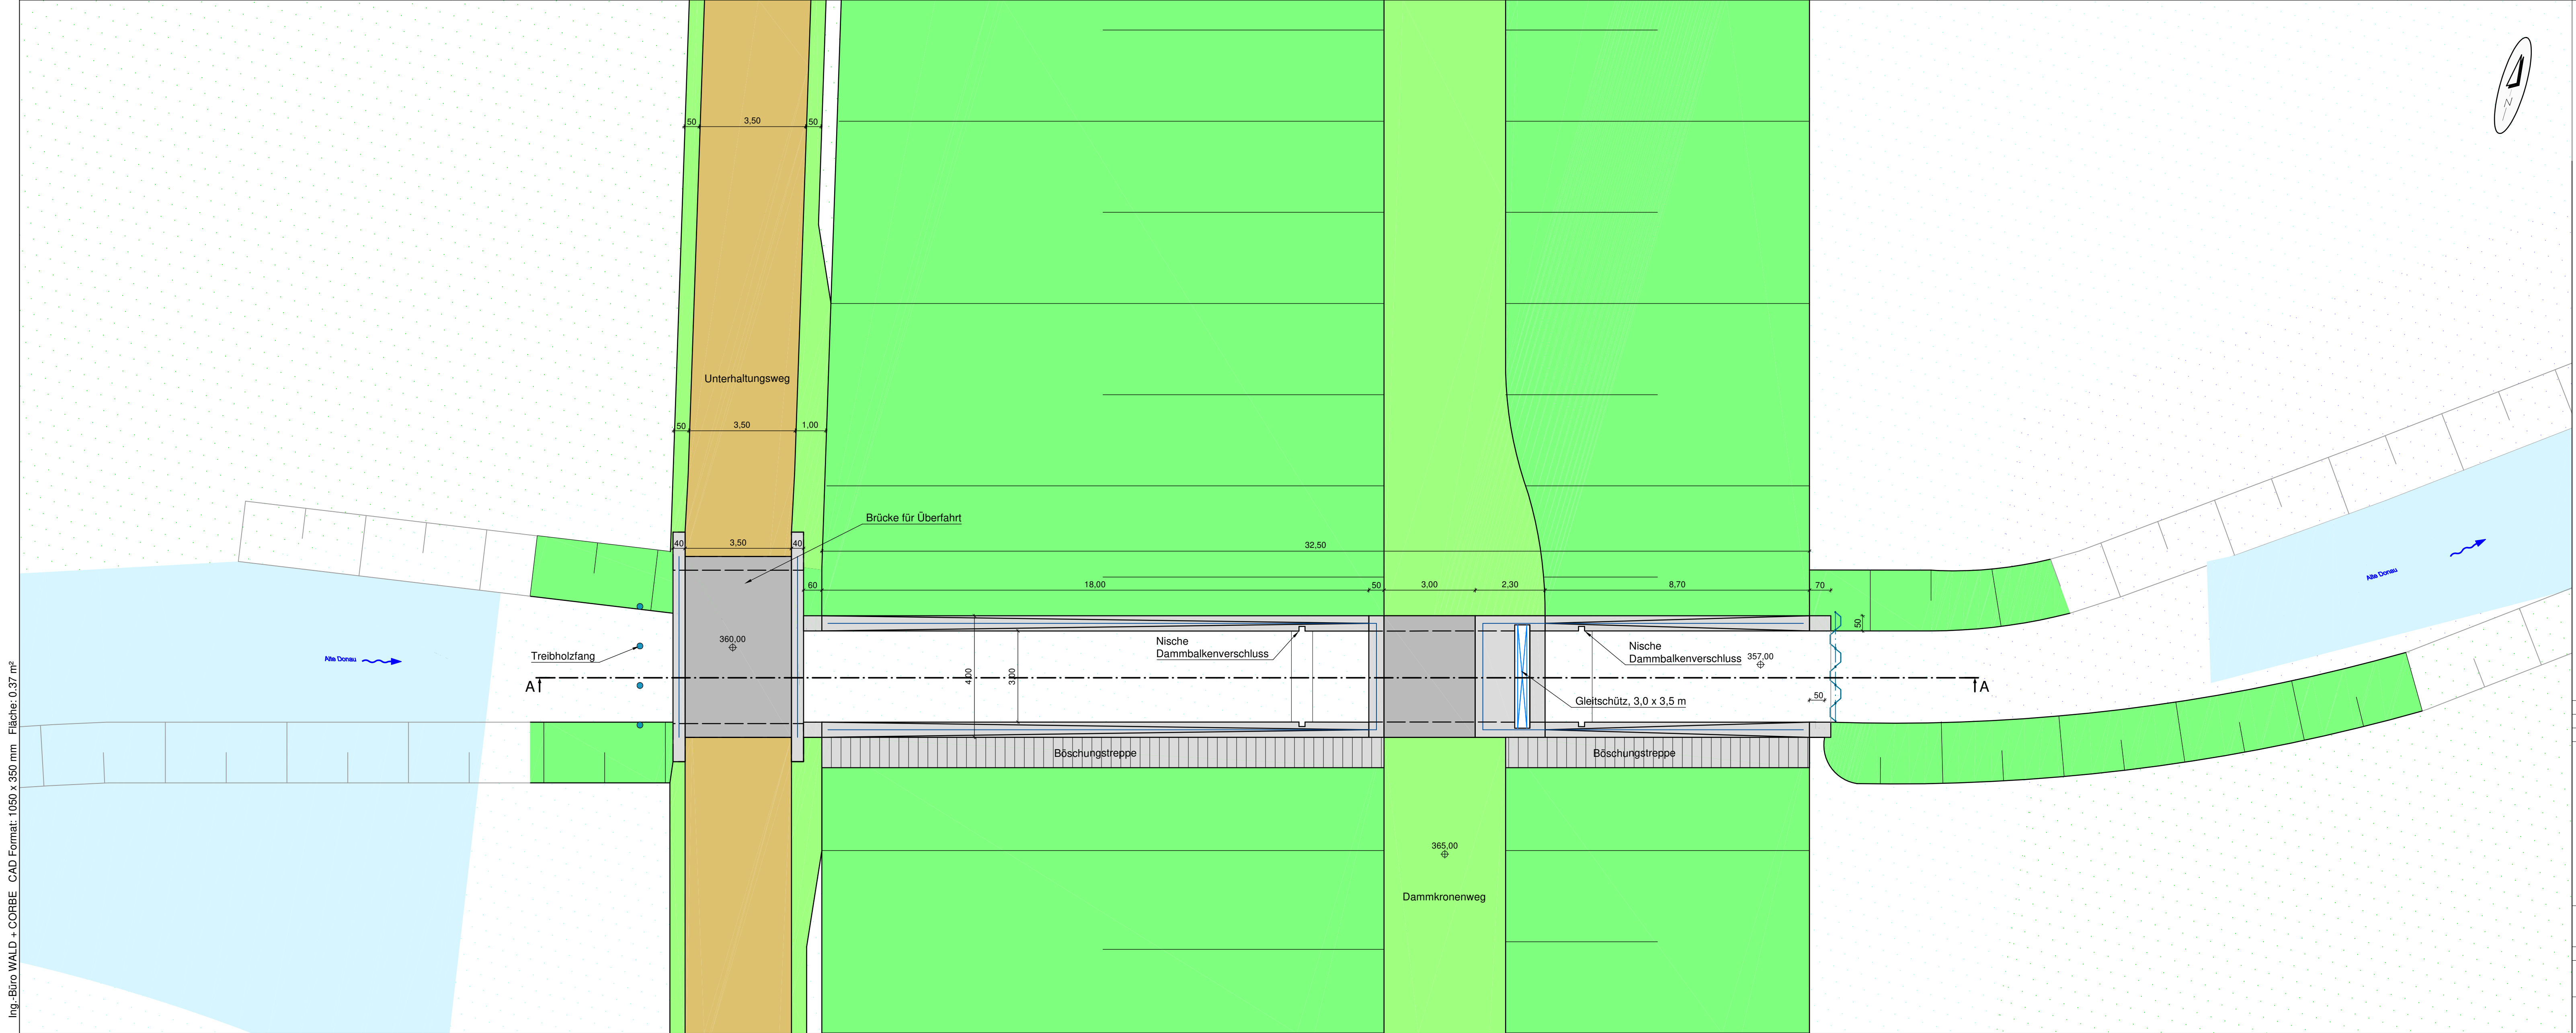 N
50 3,50 50
Unterhaltungsweg
50 3,50 1,00
Brücke für Überfahrt
40 3,50 40
32,50
60 18,00 50 3,00 2,30 8,70 70
50
360,00
Treibholzfang
Alte Donau
Alte Donau
Nische
Dammbalkenverschluss
Nische
Dammbalkenverschluss
357,00
4,00
3,00
A
A
50
Gleitschütz, 3,0 x 3,5 m
Böschungstreppe
Böschungstreppe
365,00
Dammkronenweg
Ing.-Büro WALD + CORBE CAD Format: 1050 x 350 mm Fläche: 0.37 m²